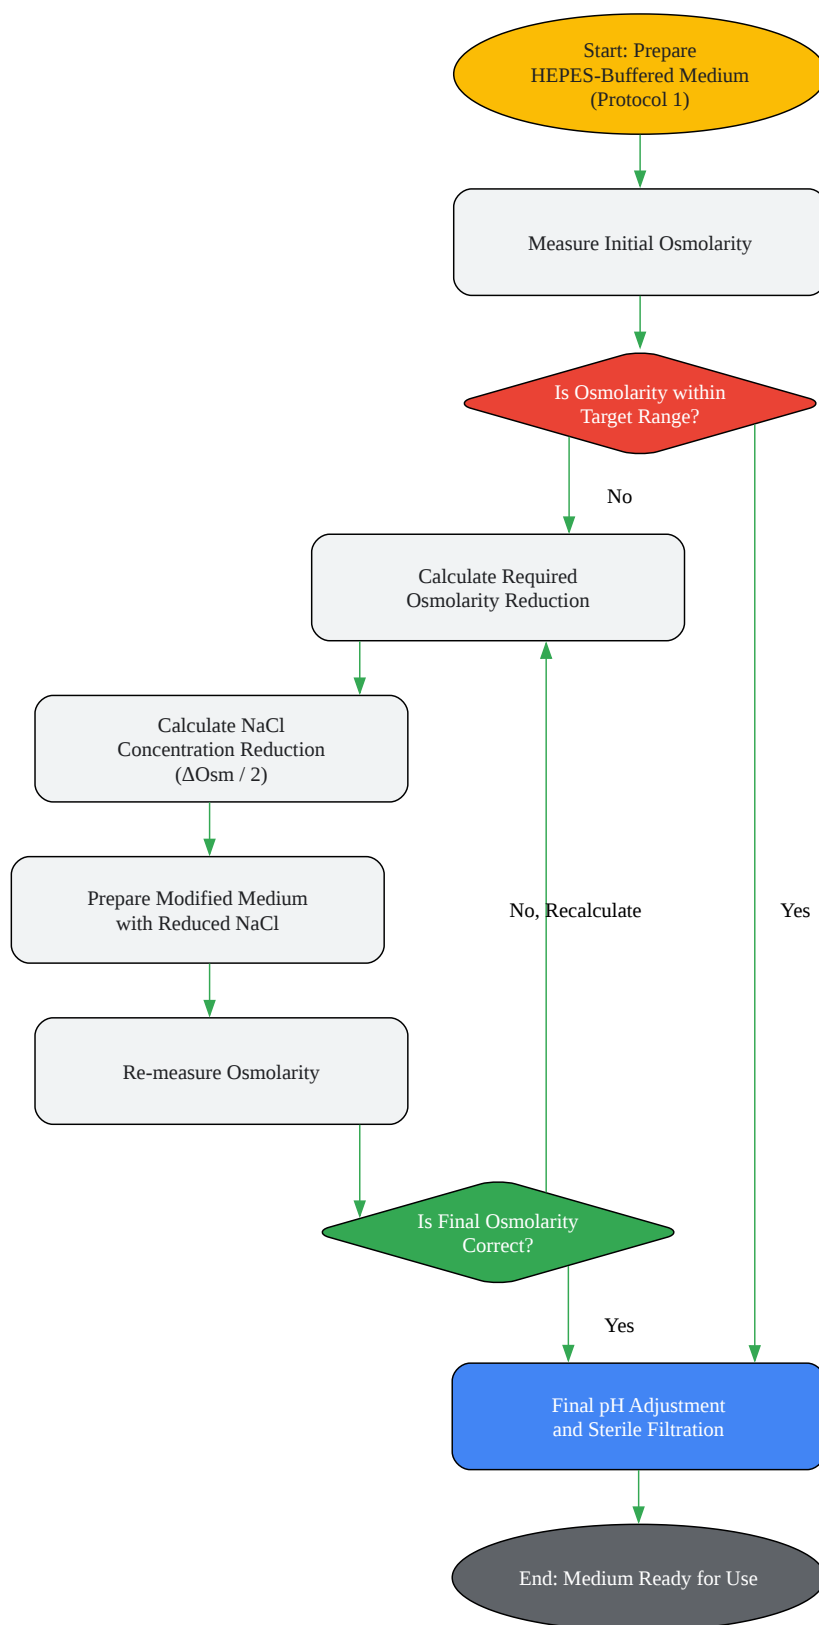 Start: Prepare
HEPES-Buffered Medium
(Protocol 1)
Measure Initial Osmolarity
Is Osmolarity within
Target Range?
No
Calculate Required
Osmolarity Reduction
Calculate NaCl
Concentration Reduction
(ΔOsm / 2)
Prepare Modified Medium
with Reduced NaCl
No, Recalculate
Yes
Re-measure Osmolarity
Is Final Osmolarity
Correct?
Yes
Final pH Adjustment
and Sterile Filtration
End: Medium Ready for Use